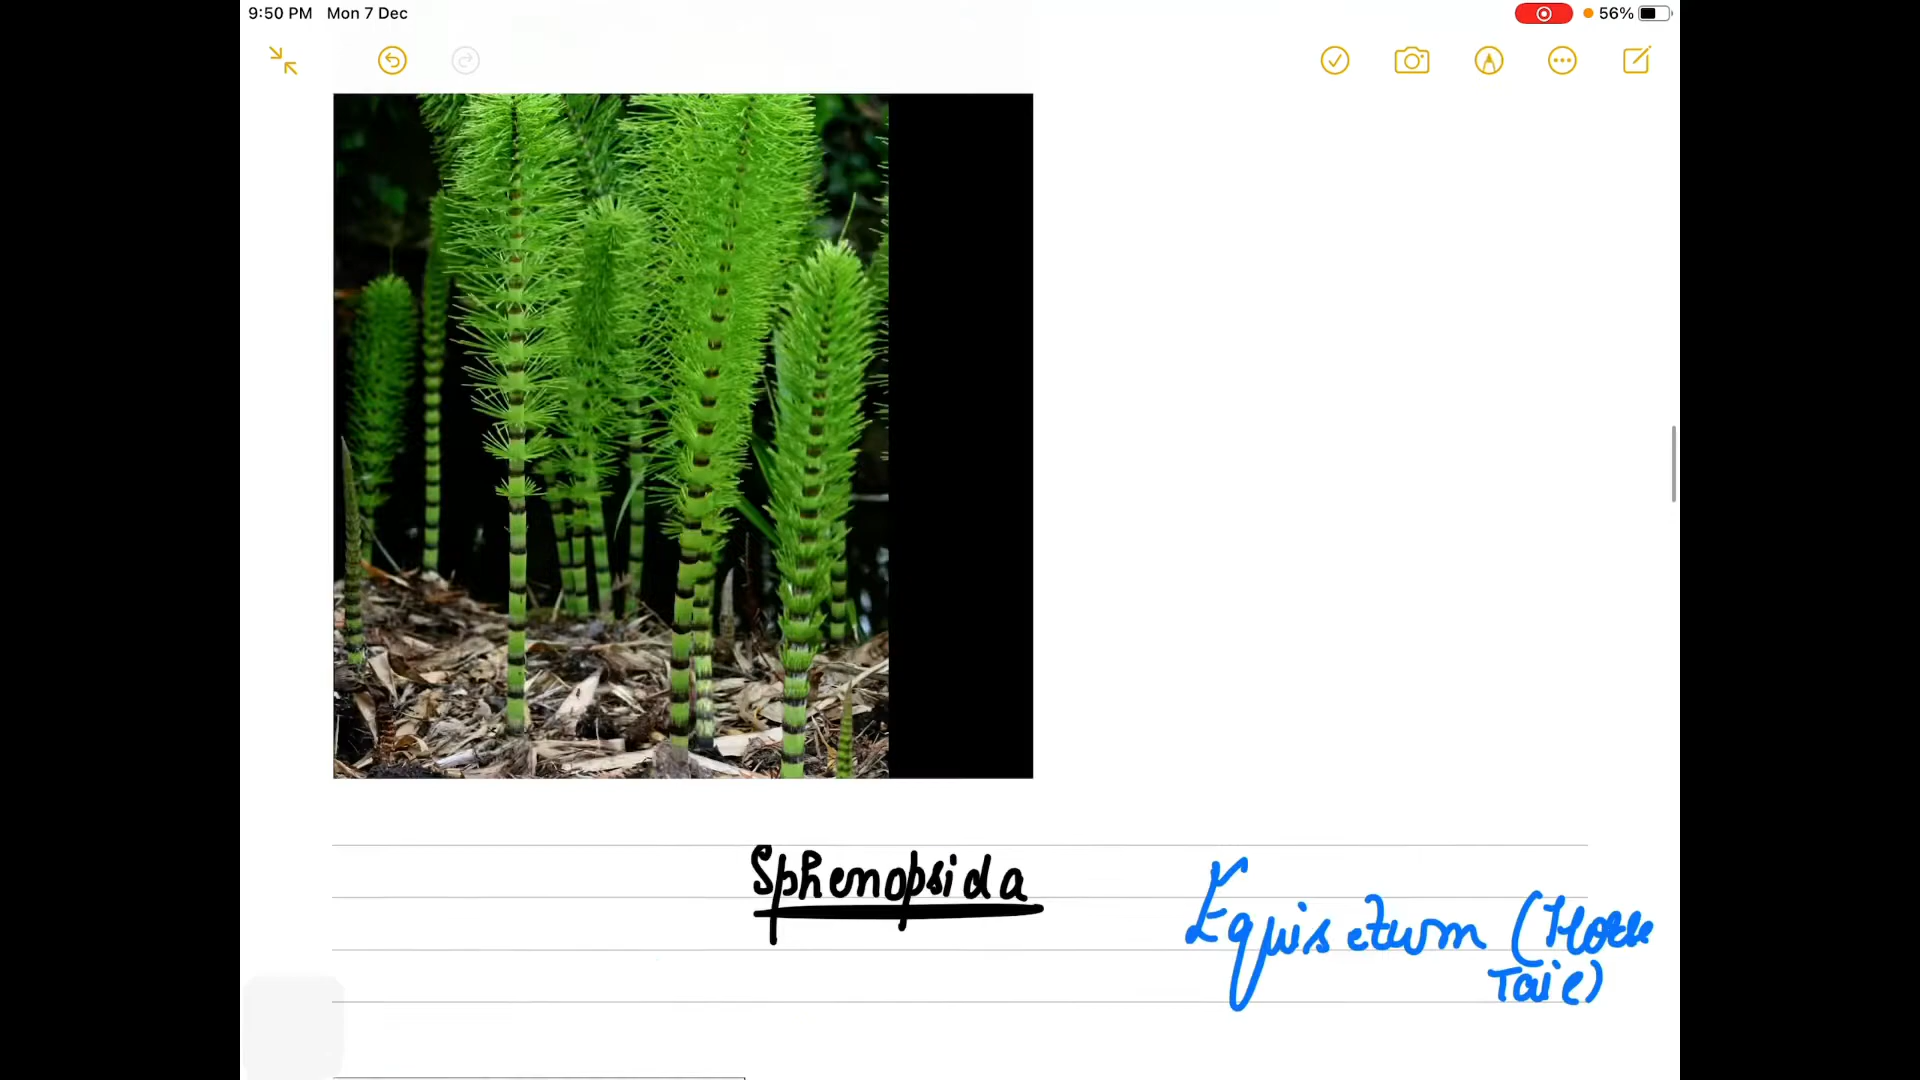 9:50 PM Mon 7 Dec
56%
Sphenopsida
Equisetum (Horse
Tail)